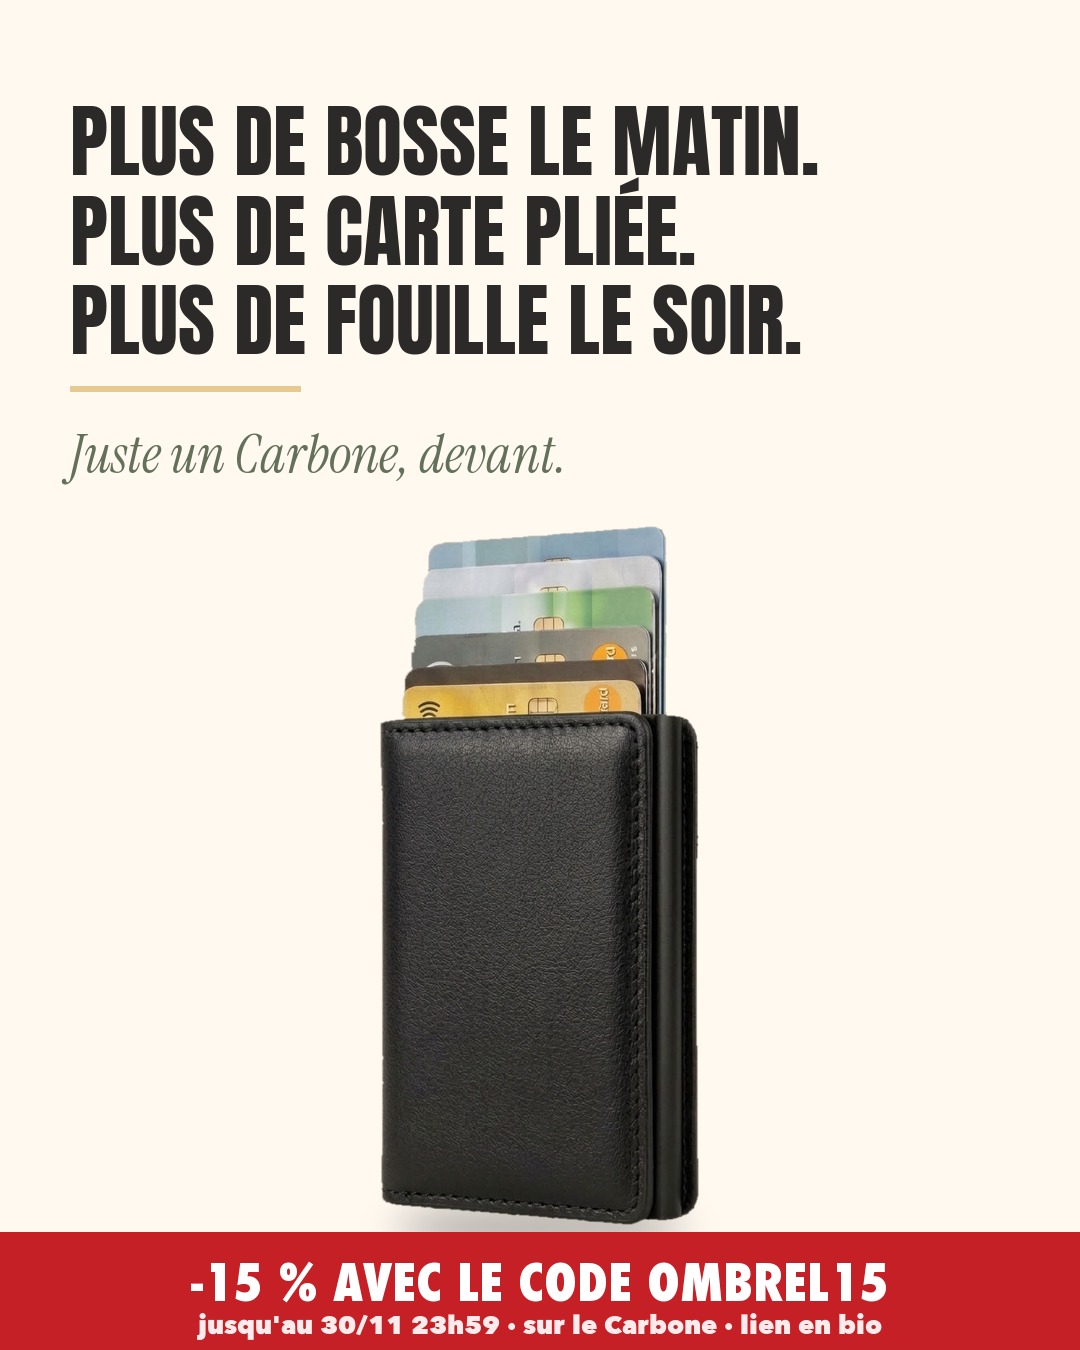 PLUS DE BOSSE LE MATIN.
PLUS DE CARTE PLIÉE.
PLUS DE FOUILLE LE SOIR.
Juste un Carbone, devant.
-15 % AVEC LE CODE OMBREL15
jusqu'au 30/11 23h59 • sur le Carbone • lien en bio